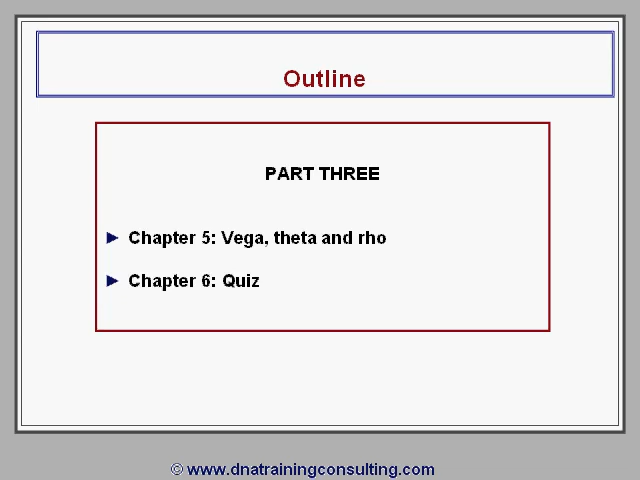 Outline
PART THREE
► Chapter 5: Vega, theta and rho
► Chapter 6: Quiz
© www.dnatrainingconsulting.com